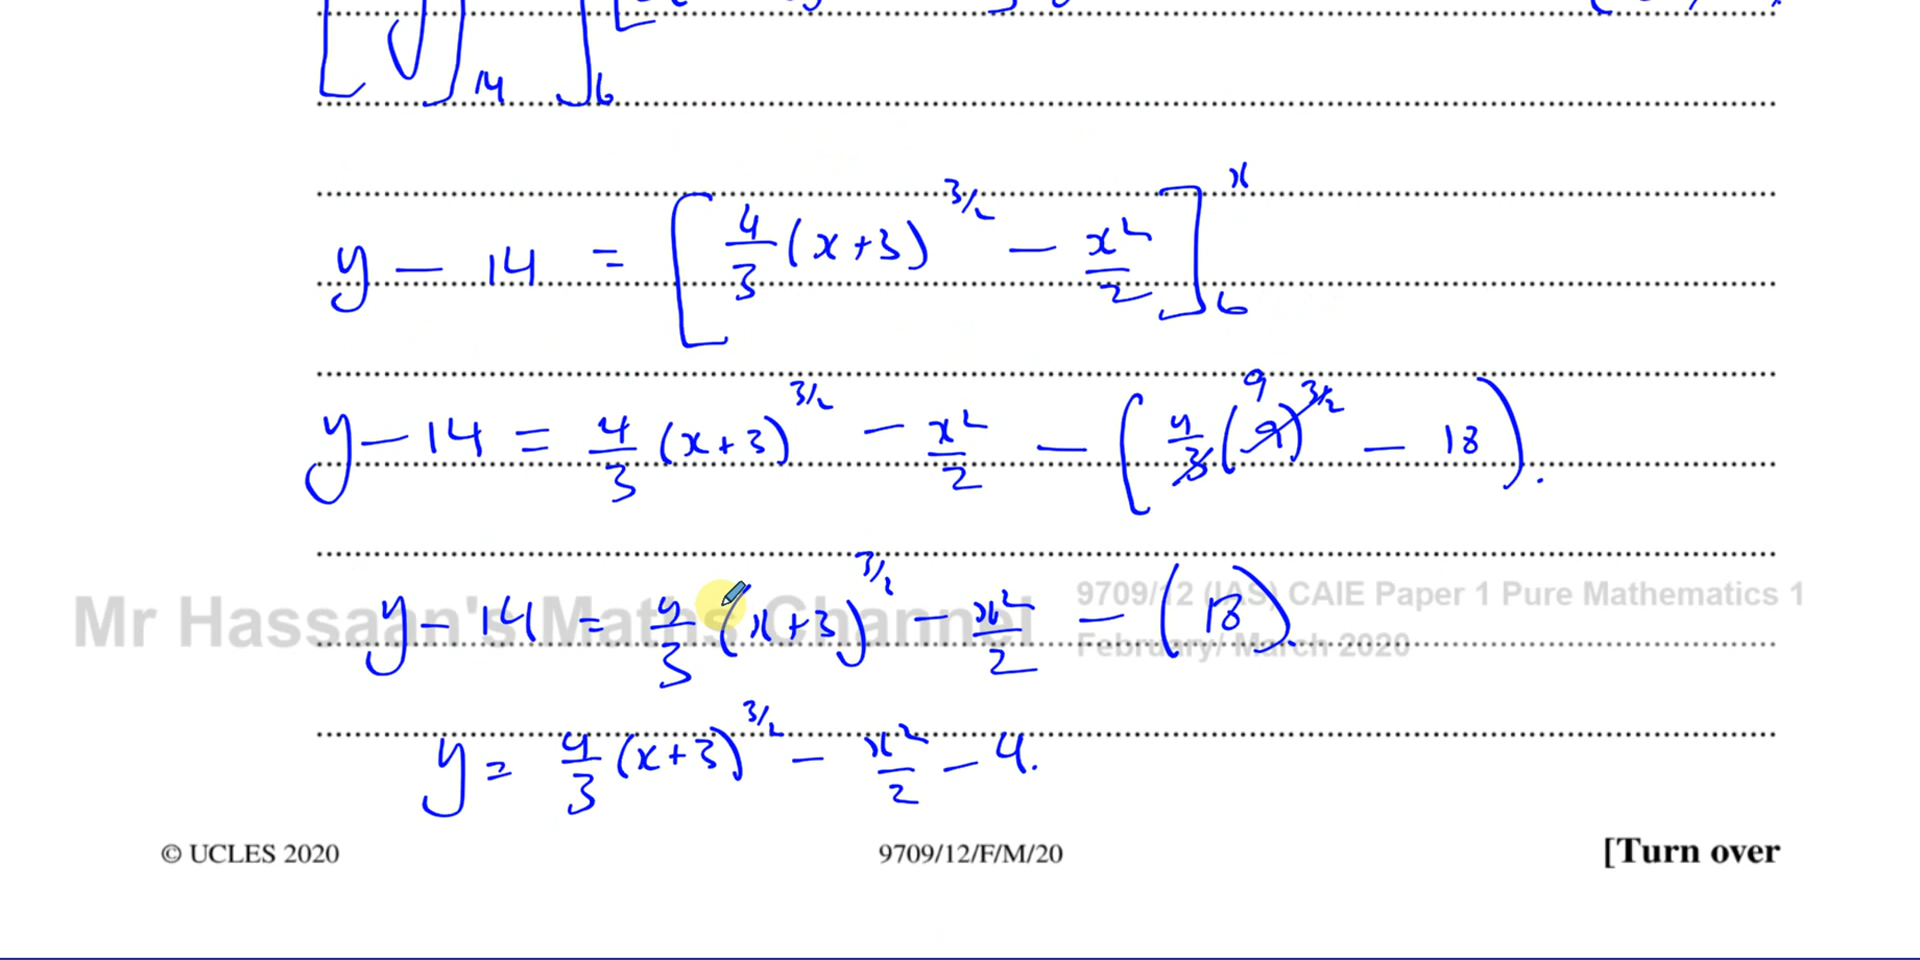 [ y ]₁₄ ]₆ [
y − 14 = [ 4/3 (x+3)^3/2 − x²/2 ]₆ˣ
y − 14 = 4/3 (x+3)^3/2 − x²/2 − ( 4/3 (9)^3/2 9 − 18 ).
y − 14 = 4/3 (x+3)^3/2 − x²/2 − ( 18 ).
Mr Hassaan's Maths Channel
9709/12 (IAS) CAIE Paper 1 Pure Mathematics 1
February/ March 2020
y = 4/3 (x+3)^3/2 − x²/2 − 4.
© UCLES 2020 9709/12/F/M/20 [Turn over